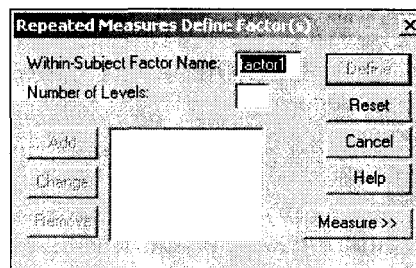 Repeated Measures Define Factor(s)
Within-Subject Factor Name: factor1 Define
Number of Levels: Reset
Add Cancel
Change Help
Remove Measure >>